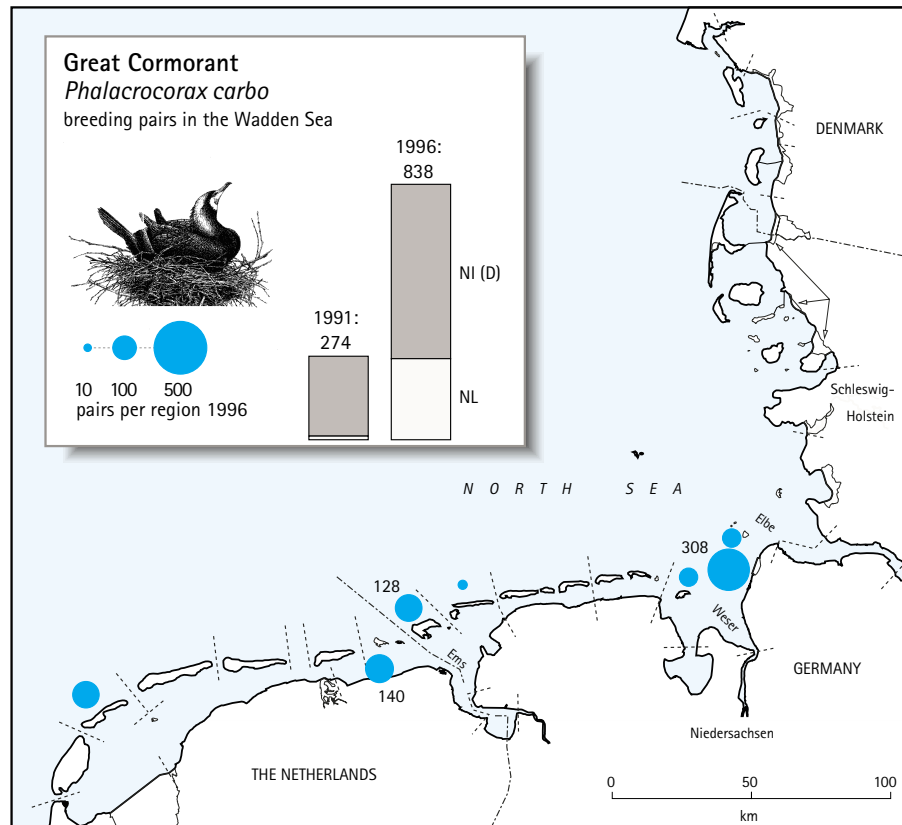 Great Cormorant
Phalacrocorax carbo
breeding pairs in the Wadden Sea
1996:
838
NI (D)
1991:
274
NL
10 100 500
pairs per region 1996
DENMARK
Schleswig-
Holstein
NORTH SEA
Elbe
308
128
Weser
Ems
GERMANY
140
Niedersachsen
THE NETHERLANDS
0 50 100
km